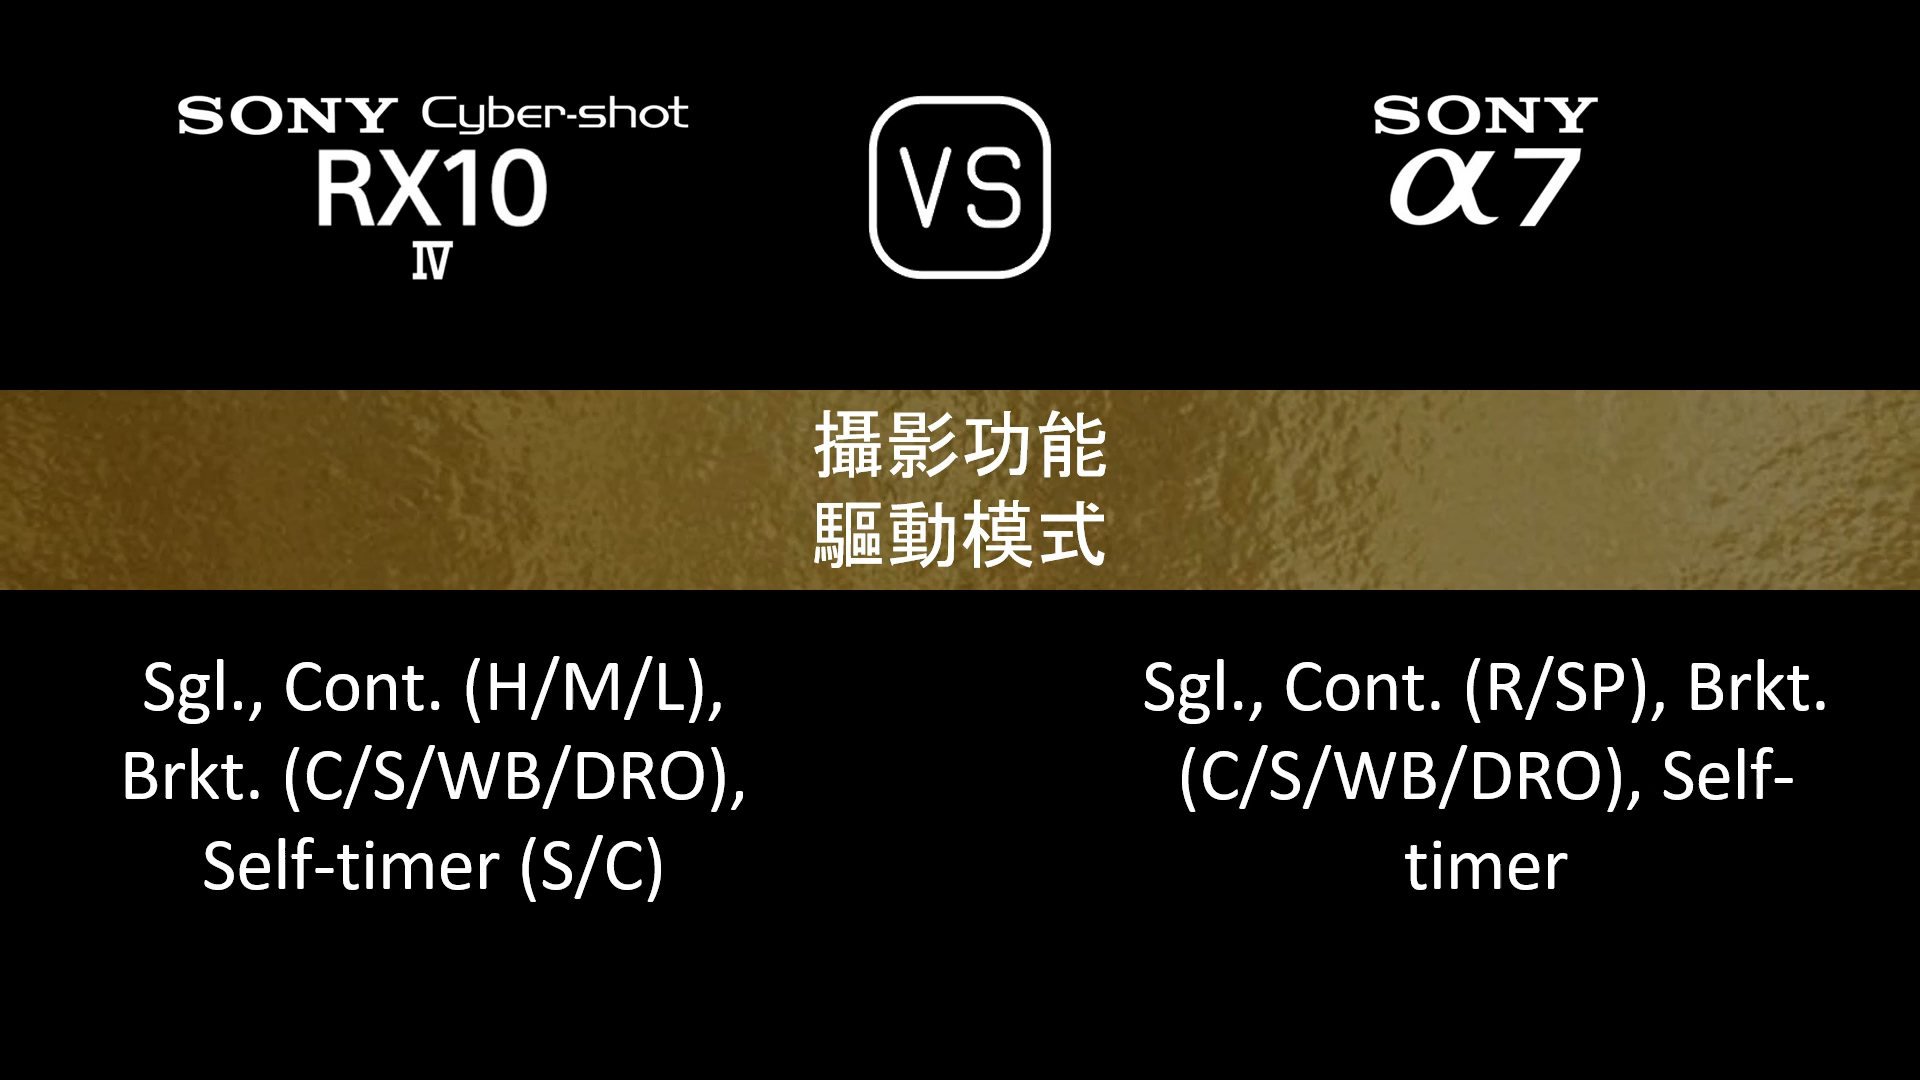 SONY Cyber-shot
RX10
IV
VS
SONY
α7
攝影功能
驅動模式
Sgl., Cont. (H/M/L),
Brkt. (C/S/WB/DRO),
Self-timer (S/C)
Sgl., Cont. (R/SP), Brkt.
(C/S/WB/DRO), Self-
timer